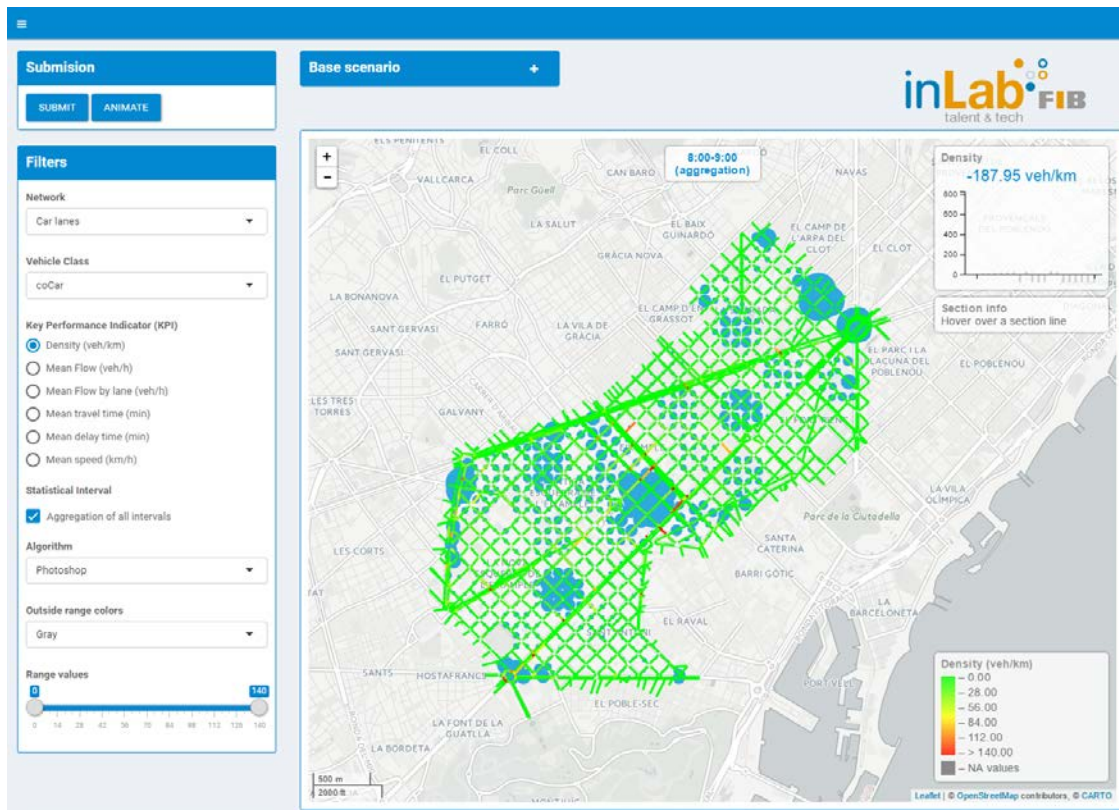 Submision
SUBMIT
ANIMATE
Filters
Network
Car lanes
Vehicle Class
coCar
Key Performance Indicator (KPI)
Density (veh/km)
Mean Flow (veh/h)
Mean Flow by lane (veh/h)
Mean travel time (min)
Mean delay time (min)
Mean speed (km/h)
Statistical Interval
Aggregation of all intervals
Algorithm
Photoshop
Outside range colors
Gray
Range values
0 140
0 14 28 42 56 70 84 98 112 126 140
Base scenario +
inLab FIB
talent & tech
+
−
8:00-9:00
(aggregation)
Density
-187.95 veh/km
800
600
400
200
0
Section info
Hover over a section line
ELS PENITENTS
EL COLL
VALLCARCA
Parc Güell
CAN BARÓ
NAVAS
LA SALUT
EL BAIX
GUINARDÓ
EL CAMP DE
L'ARPA DEL
CLOT
EL CLOT
GRÀCIA NOVA
EL PUTGET
LA BONANOVA
SANT GERVASI
FARRÓ
LA VILA DE
GRÀCIA
EL CAMP D'EN
GRASSOT
SANT GERVASI
EL PARC I LA
LLACUNA DEL
POBLENOU
EL POBLENOU
LES TRES
TORRES
GALVANY
LA VILA
OLÍMPICA
Parc de la Ciutadella
SANTA
CATERINA
LES CORTS
BARRI GÒTIC
LA
BARCELONETA
EL RAVAL
SANT ANTONI
SANTS
HOSTAFRANCS
EL POBLE-SEC
PORT VELL
LA FONT DE LA
GUATLLA
LA BORDETA
500 m
2000 ft
Density (veh/km)
– 0.00
– 28.00
– 56.00
– 84.00
– 112.00
– > 140.00
– NA values
Leaflet | © OpenStreetMap contributors, © CARTO